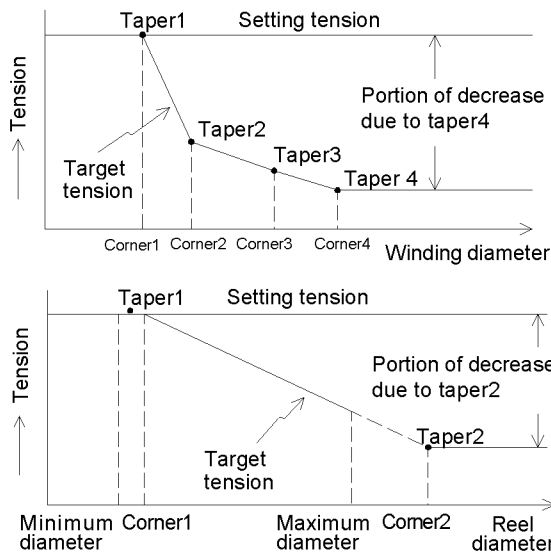 Taper1
Setting tension
Tension
Portion of decrease
due to taper4
Taper2
Taper3
Taper 4
Target
tension
Corner1
Corner2
Corner3
Corner4
Winding diameter
Taper1
Setting tension
Tension
Portion of decrease
due to taper2
Taper2
Target
tension
Minimum
diameter
Corner1
Maximum
diameter
Corner2
Reel
diameter